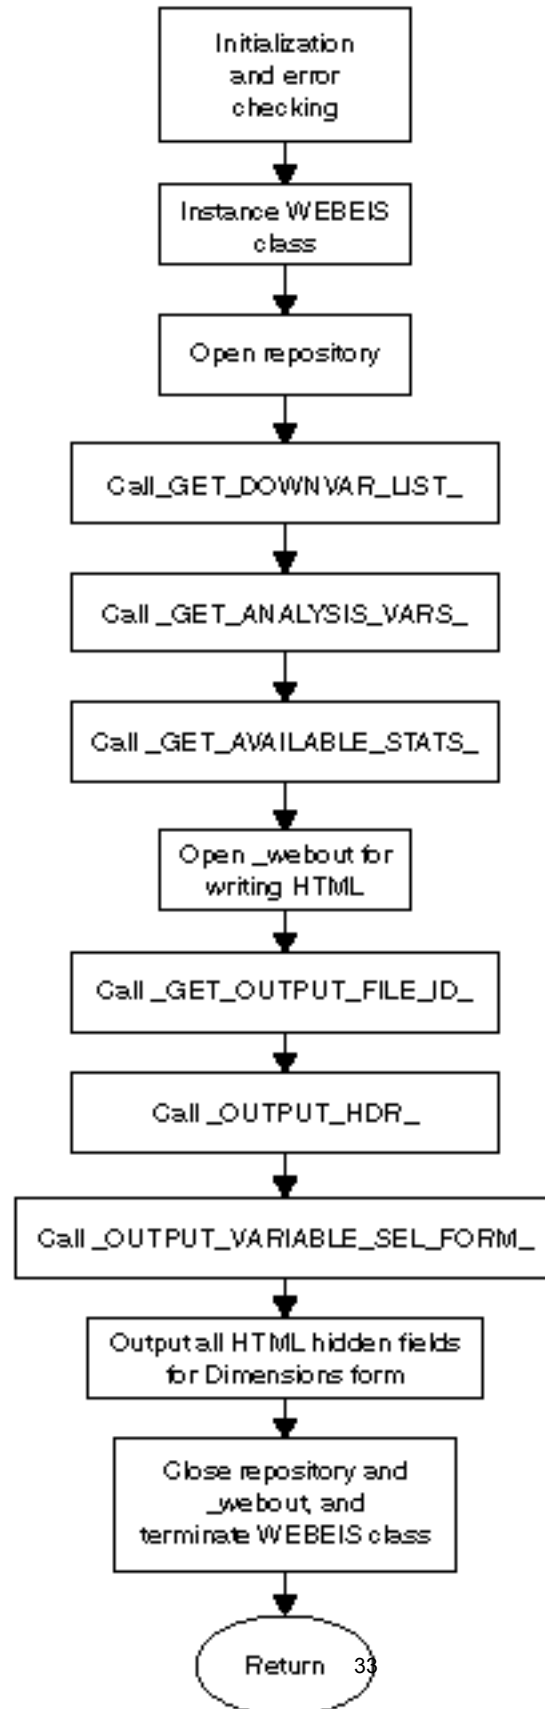 Initialization
and error
checking
Instance WEBEIS
class
Open repository
Call_GET_DOWNVAR_LIST_
Call _GET_ANALYSIS_VARS_
Call _GET_AVAILABLE_STATS_
Open _webout for
writing HTML
Call _GET_OUTPUT_FILE_ID_
Call _OUTPUT_HDR_
Call _OUTPUT_VARIABLE_SEL_FORM_
Output all HTML hidden fields
for Dimensions form
Close repository and
_webout, and
terminate WEBEIS class
Return 33